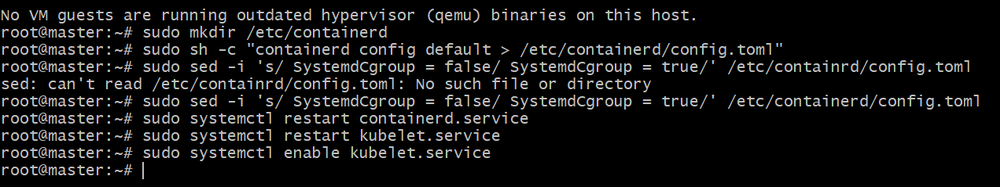 No VM guests are running outdated hypervisor (qemu) binaries on this host.
root@master:~# sudo mkdir /etc/containerd
root@master:~# sudo sh -c "containerd config default > /etc/containerd/config.toml"
root@master:~# sudo sed -i 's/ SystemdCgroup = false/ SystemdCgroup = true/' /etc/containrd/config.toml
sed: can't read /etc/containrd/config.toml: No such file or directory
root@master:~# sudo sed -i 's/ SystemdCgroup = false/ SystemdCgroup = true/' /etc/containerd/config.toml
root@master:~# sudo systemctl restart containerd.service
root@master:~# sudo systemctl restart kubelet.service
root@master:~# sudo systemctl enable kubelet.service
root@master:~#